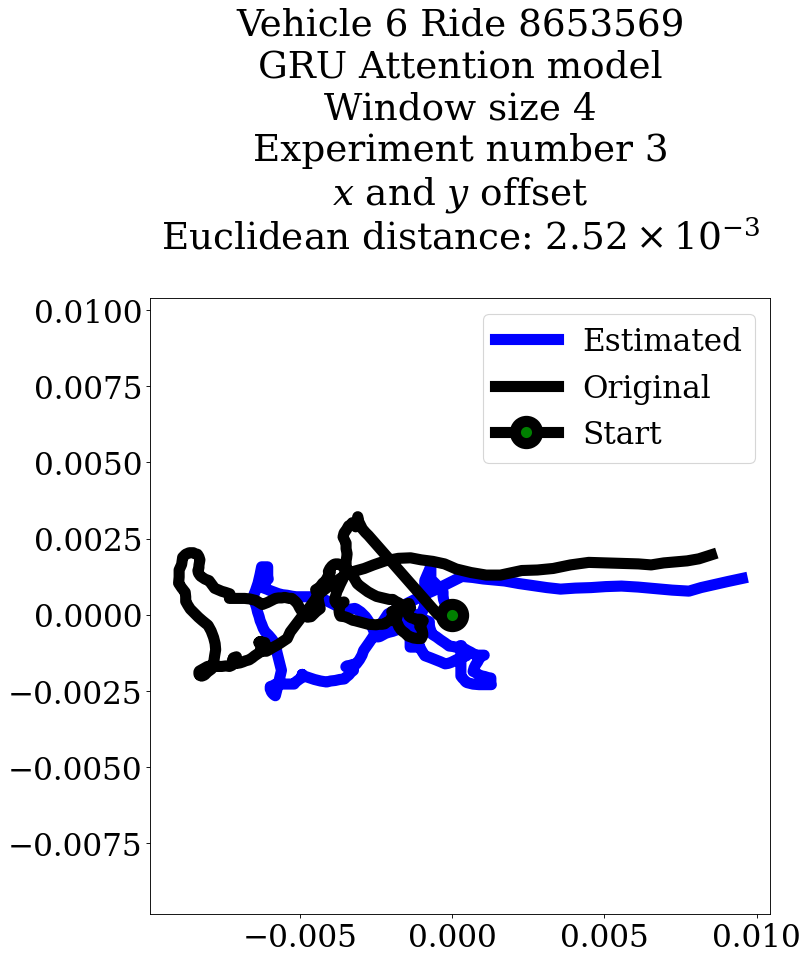 Vehicle 6 Ride 8653569
GRU Attention model
Window size 4
Experiment number 3
x and y offset
Euclidean distance: 2.52 × 10⁻³
Estimated
Original
Start
0.0100
0.0075
0.0050
0.0025
0.0000
−0.0025
−0.0050
−0.0075
−0.005
0.000
0.005
0.010